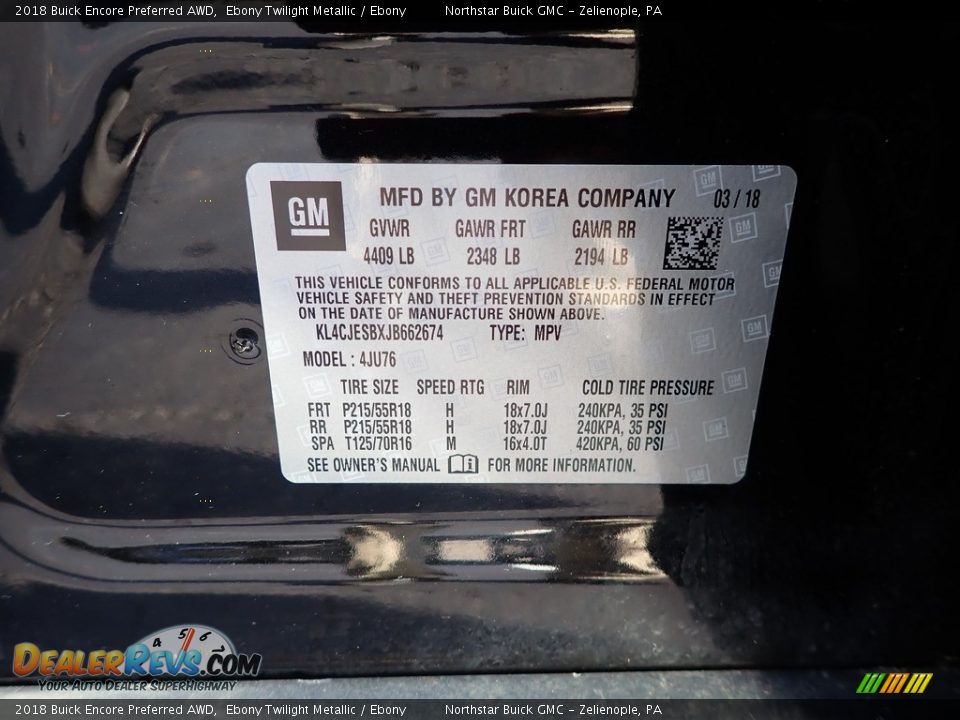 2018 Buick Encore Preferred AWD,  Ebony Twilight Metallic / Ebony        Northstar Buick GMC - Zelienople, PA
GM MFD BY GM KOREA COMPANY 03 / 18
GVWR GAWR FRT GAWR RR
4409 LB 2348 LB 2194 LB
THIS VEHICLE CONFORMS TO ALL APPLICABLE U.S. FEDERAL MOTOR
VEHICLE SAFETY AND THEFT PREVENTION STANDARDS IN EFFECT
ON THE DATE OF MANUFACTURE SHOWN ABOVE.
KL4CJESBXJB662674 TYPE: MPV
MODEL : 4JU76
TIRE SIZE SPEED RTG RIM COLD TIRE PRESSURE
FRT P215/55R18 H 18x7.0J 240KPA, 35 PSI
RR P215/55R18 H 18x7.0J 240KPA, 35 PSI
SPA T125/70R16 M 16x4.0T 420KPA, 60 PSI
SEE OWNER'S MANUAL FOR MORE INFORMATION.
4 5 6
DealerRevs.com
Your Auto Dealer SuperHighway
2018 Buick Encore Preferred AWD,  Ebony Twilight Metallic / Ebony        Northstar Buick GMC - Zelienople, PA